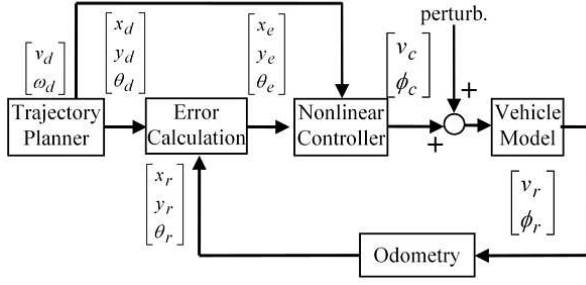 perturb.
[v_d
ω_d]
[x_d
y_d
θ_d]
[x_e
y_e
θ_e]
[v_c
ϕ_c]
+
Trajectory
Planner
Error
Calculation
Nonlinear
Controller
+
Vehicle
Model
[x_r
y_r
θ_r]
[v_r
ϕ_r]
Odometry